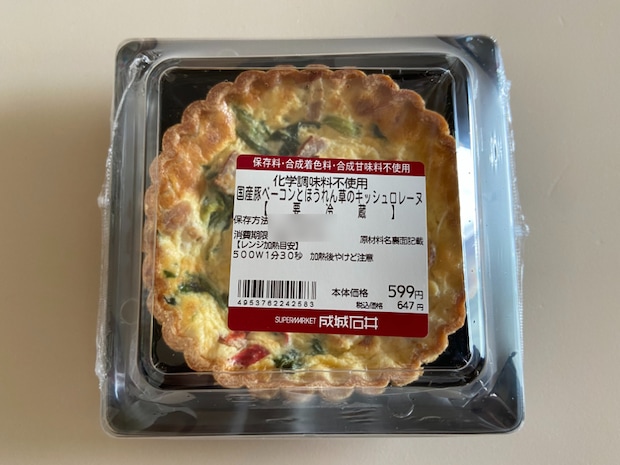 保存料・合成着色料・合成甘味料不使用
化学調味料不使用
国産豚ベーコンとほうれん草のキッシュロレーヌ
【要冷蔵】
保存方法
消費期限 原材料名裏面記載
【レンジ加熱目安】
500W1分30秒 加熱後やけど注意
本体価格 599円
税込価格 647円
4953762242583
SUPERMARKET 成城石井